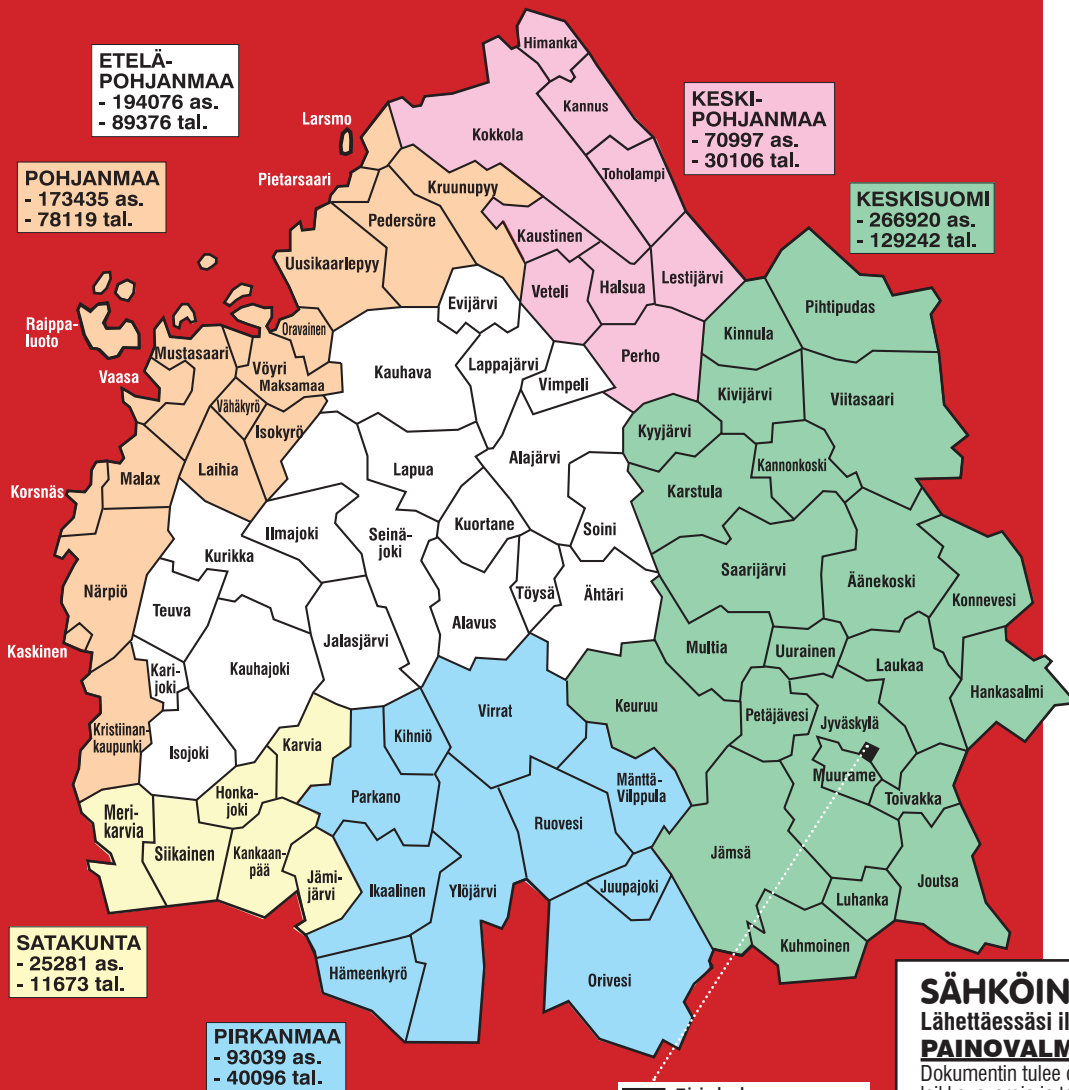 ETELÄ-
POHJANMAA
- 194076 as.
- 89376 tal.
KESKI-
POHJANMAA
- 70997 as.
- 30106 tal.
POHJANMAA
- 173435 as.
- 78119 tal.
KESKISUOMI
- 266920 as.
- 129242 tal.
Himanka
Kannus
Kokkola
Larsmo
Toholampi
Pietarsaari
Kruunupyy
Pedersöre
Kaustinen
Uusikaarlepyy
Lestijärvi
Halsua
Veteli
Evijärvi
Pihtipudas
Raippa-
luoto
Oravainen
Kinnula
Mustasaari
Vöyri
Maksamaa
Kauhava
Lappajärvi
Vimpeli
Perho
Vaasa
Vähäkyrö
Kivijärvi
Viitasaari
Isokyrö
Kyyjärvi
Alajärvi
Kannonkoski
Lapua
Laihia
Malax
Korsnäs
Karstula
Kuortane
Soini
Ilmajoki
Seinä-
joki
Kurikka
Saarijärvi
Äänekoski
Närpiö
Töysä
Ähtäri
Konnevesi
Teuva
Alavus
Jalasjärvi
Kaskinen
Multia
Uurainen
Laukaa
Kari-
joki
Kauhajoki
Hankasalmi
Keuruu
Petäjävesi
Jyväskylä
Kristiinan-
kaupunki
Virrat
Isojoki
Karvia
Kihniö
Mänttä-
Vilppula
Muurame
Toivakka
Honka-
joki
Parkano
Meri-
karvia
Ruovesi
Siikainen
Kankaan-
pää
Jämsä
Jämi-
järvi
Ikaalinen
Ylöjärvi
Juupajoki
Luhanka
Joutsa
Kuhmoinen
Hämeenkyrö
Orivesi
SATAKUNTA
- 25281 as.
- 11673 tal.
PIRKANMAA
- 93039 as.
- 40096 tal.
SÄHKÖIN
Lähettäessäsi il
PAINOVALM
Dokumentin tulee